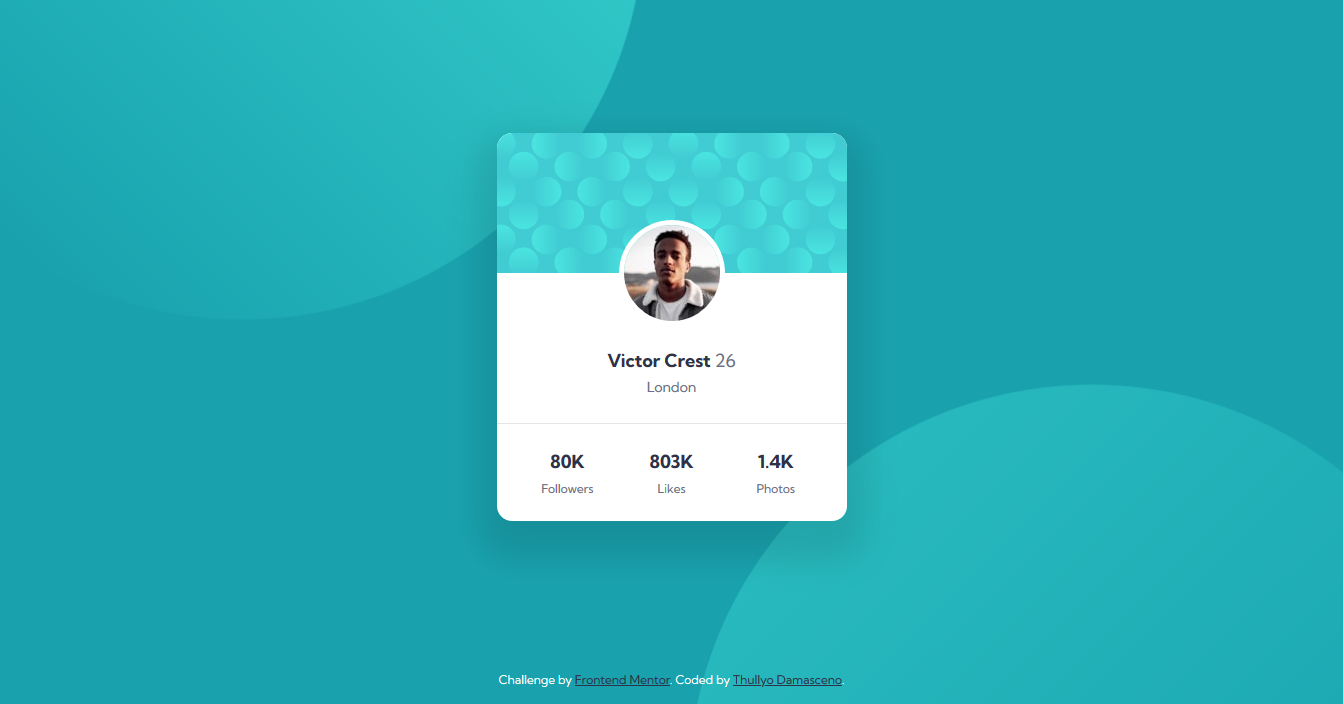 Victor Crest 26
London
80K 803K 1.4K
Followers Likes Photos
Challenge by Frontend Mentor. Coded by Thullyo Damasceno.